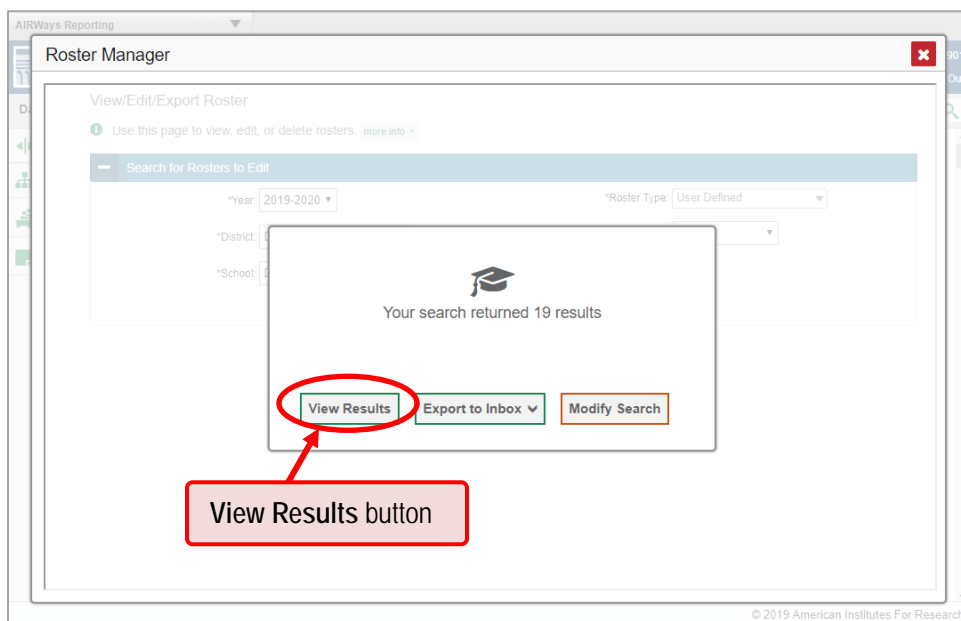 AIRWays Reporting
Roster Manager
View/Edit/Export Roster
Use this page to view, edit, or delete rosters. more info
Search for Rosters to Edit
*Year: 2019-2020
*Roster Type: User Defined
*District:
*School:
Your search returned 19 results
View Results
Export to Inbox
Modify Search
View Results button
© 2019 American Institutes For Research